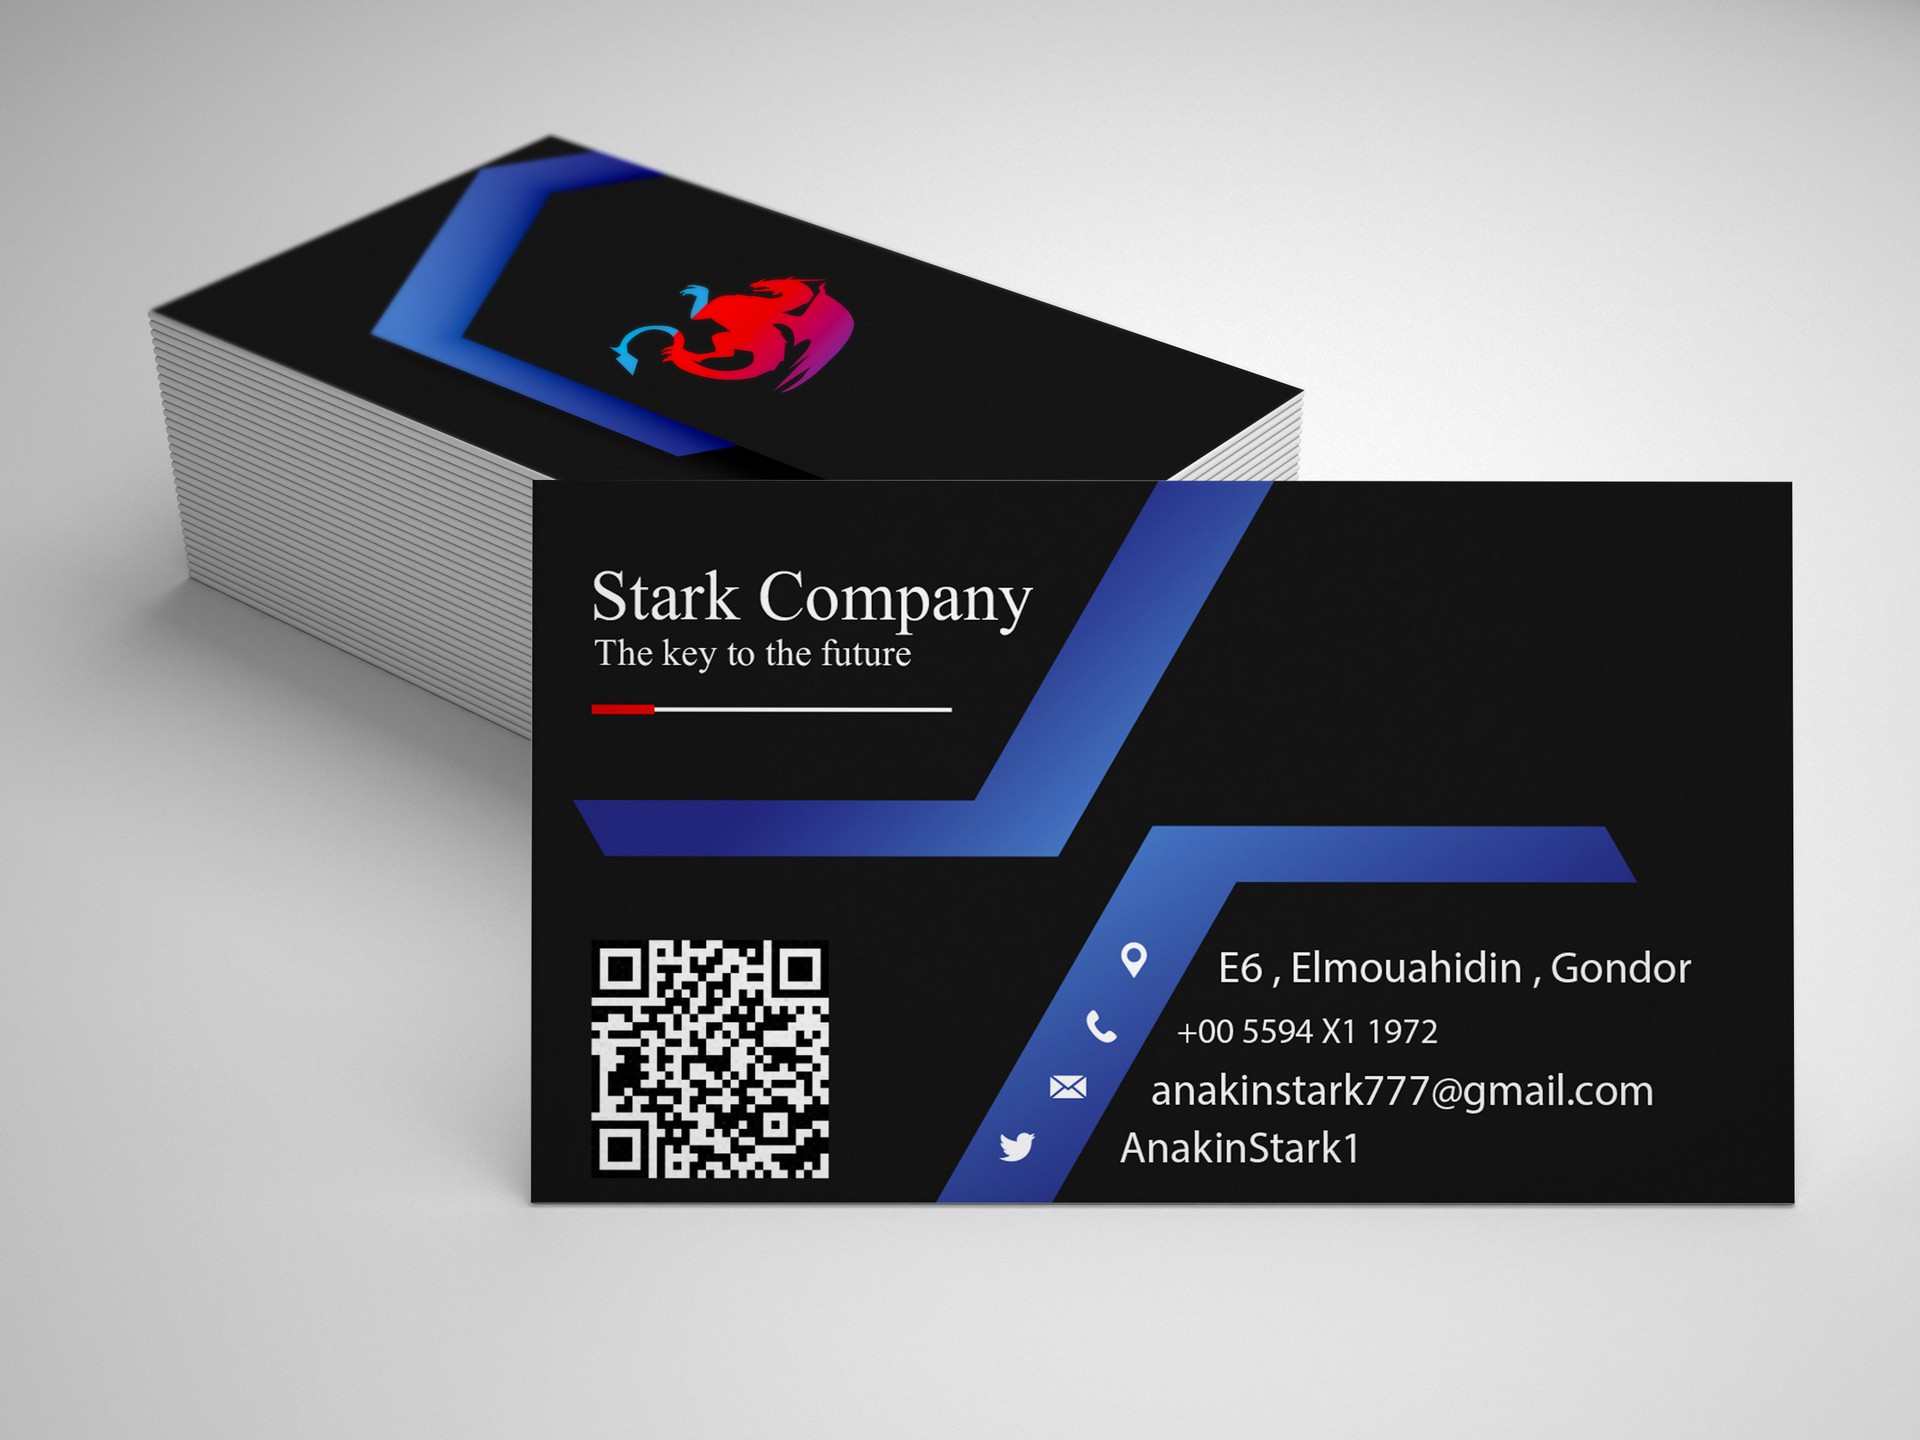 Stark Company
The key to the future
E6 , Elmouahidin , Gondor
+00 5594 X1 1972
anakinstark777@gmail.com
AnakinStark1